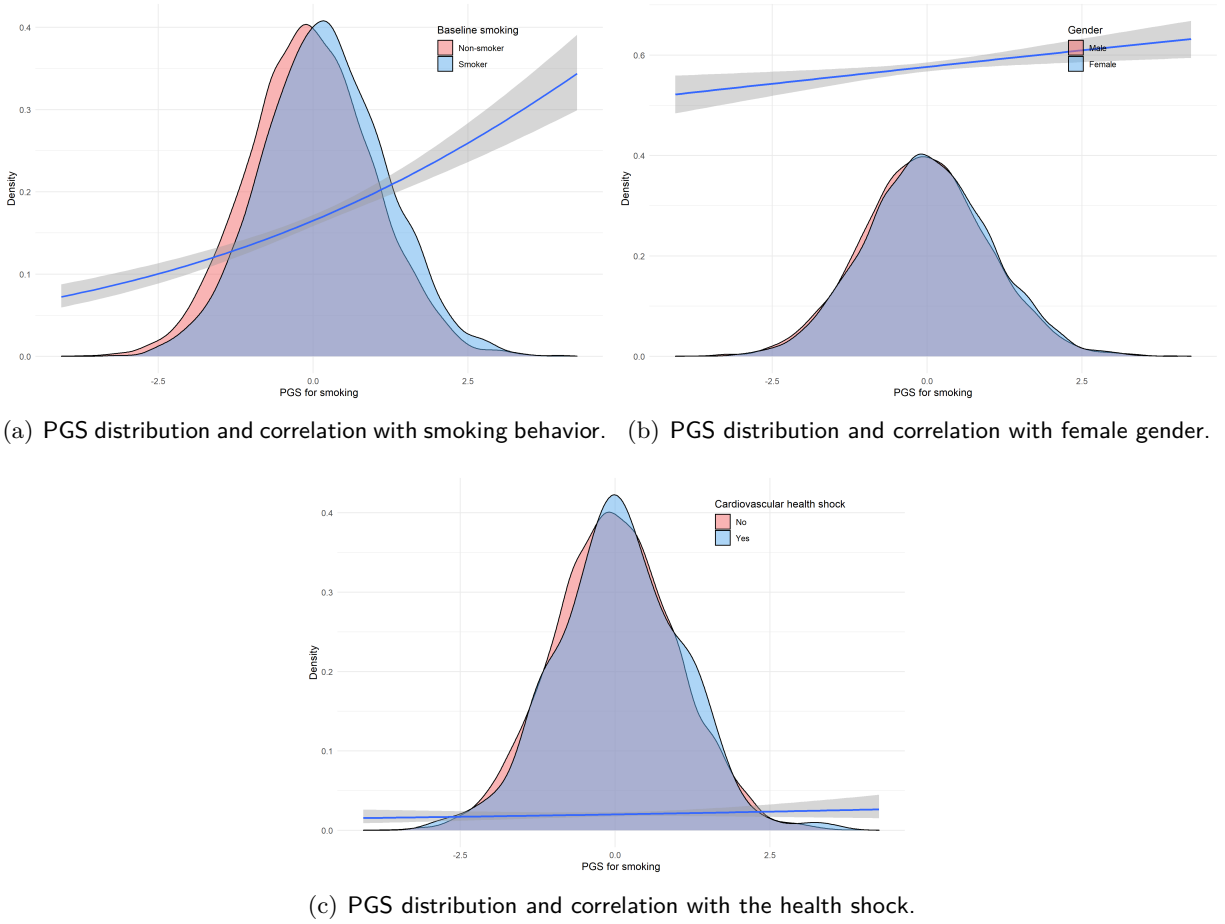 Baseline smoking
Non-smoker
Smoker
0.4
0.3
0.2
0.1
0.0
Density
-2.5
0.0
2.5
PGS for smoking
(a) PGS distribution and correlation with smoking behavior.
Gender
Male
Female
0.6
0.4
0.2
0.0
Density
-2.5
0.0
2.5
PGS for smoking
(b) PGS distribution and correlation with female gender.
Cardiovascular health shock
No
Yes
0.4
0.3
0.2
0.1
0.0
Density
-2.5
0.0
2.5
PGS for smoking
(c) PGS distribution and correlation with the health shock.